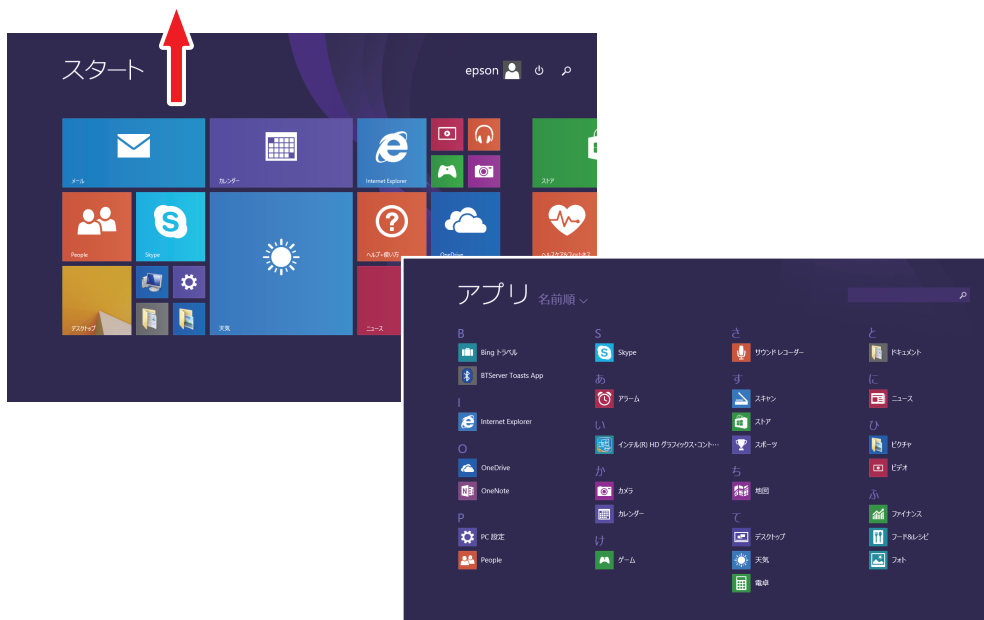 スタート
epson
メール
カレンダー
Internet Explorer
ストア
People
Skype
ヘルプ+使い方
OneDrive
デスクトップ
天気
ニュース
アプリ 名前順
B
Bing トラベル
BTServer Toasts App
I
Internet Explorer
O
OneDrive
OneNote
P
PC 設定
People
S
Skype
あ
アラーム
い
インテル(R) HD グラフィックス・コント…
か
カメラ
カレンダー
け
ゲーム
さ
サウンド レコーダー
す
スキャン
ストア
スポーツ
ち
地図
て
デスクトップ
天気
電卓
と
ドキュメント
に
ニュース
ひ
ピクチャ
ビデオ
ふ
ファイナンス
フード&レシピ
フォト